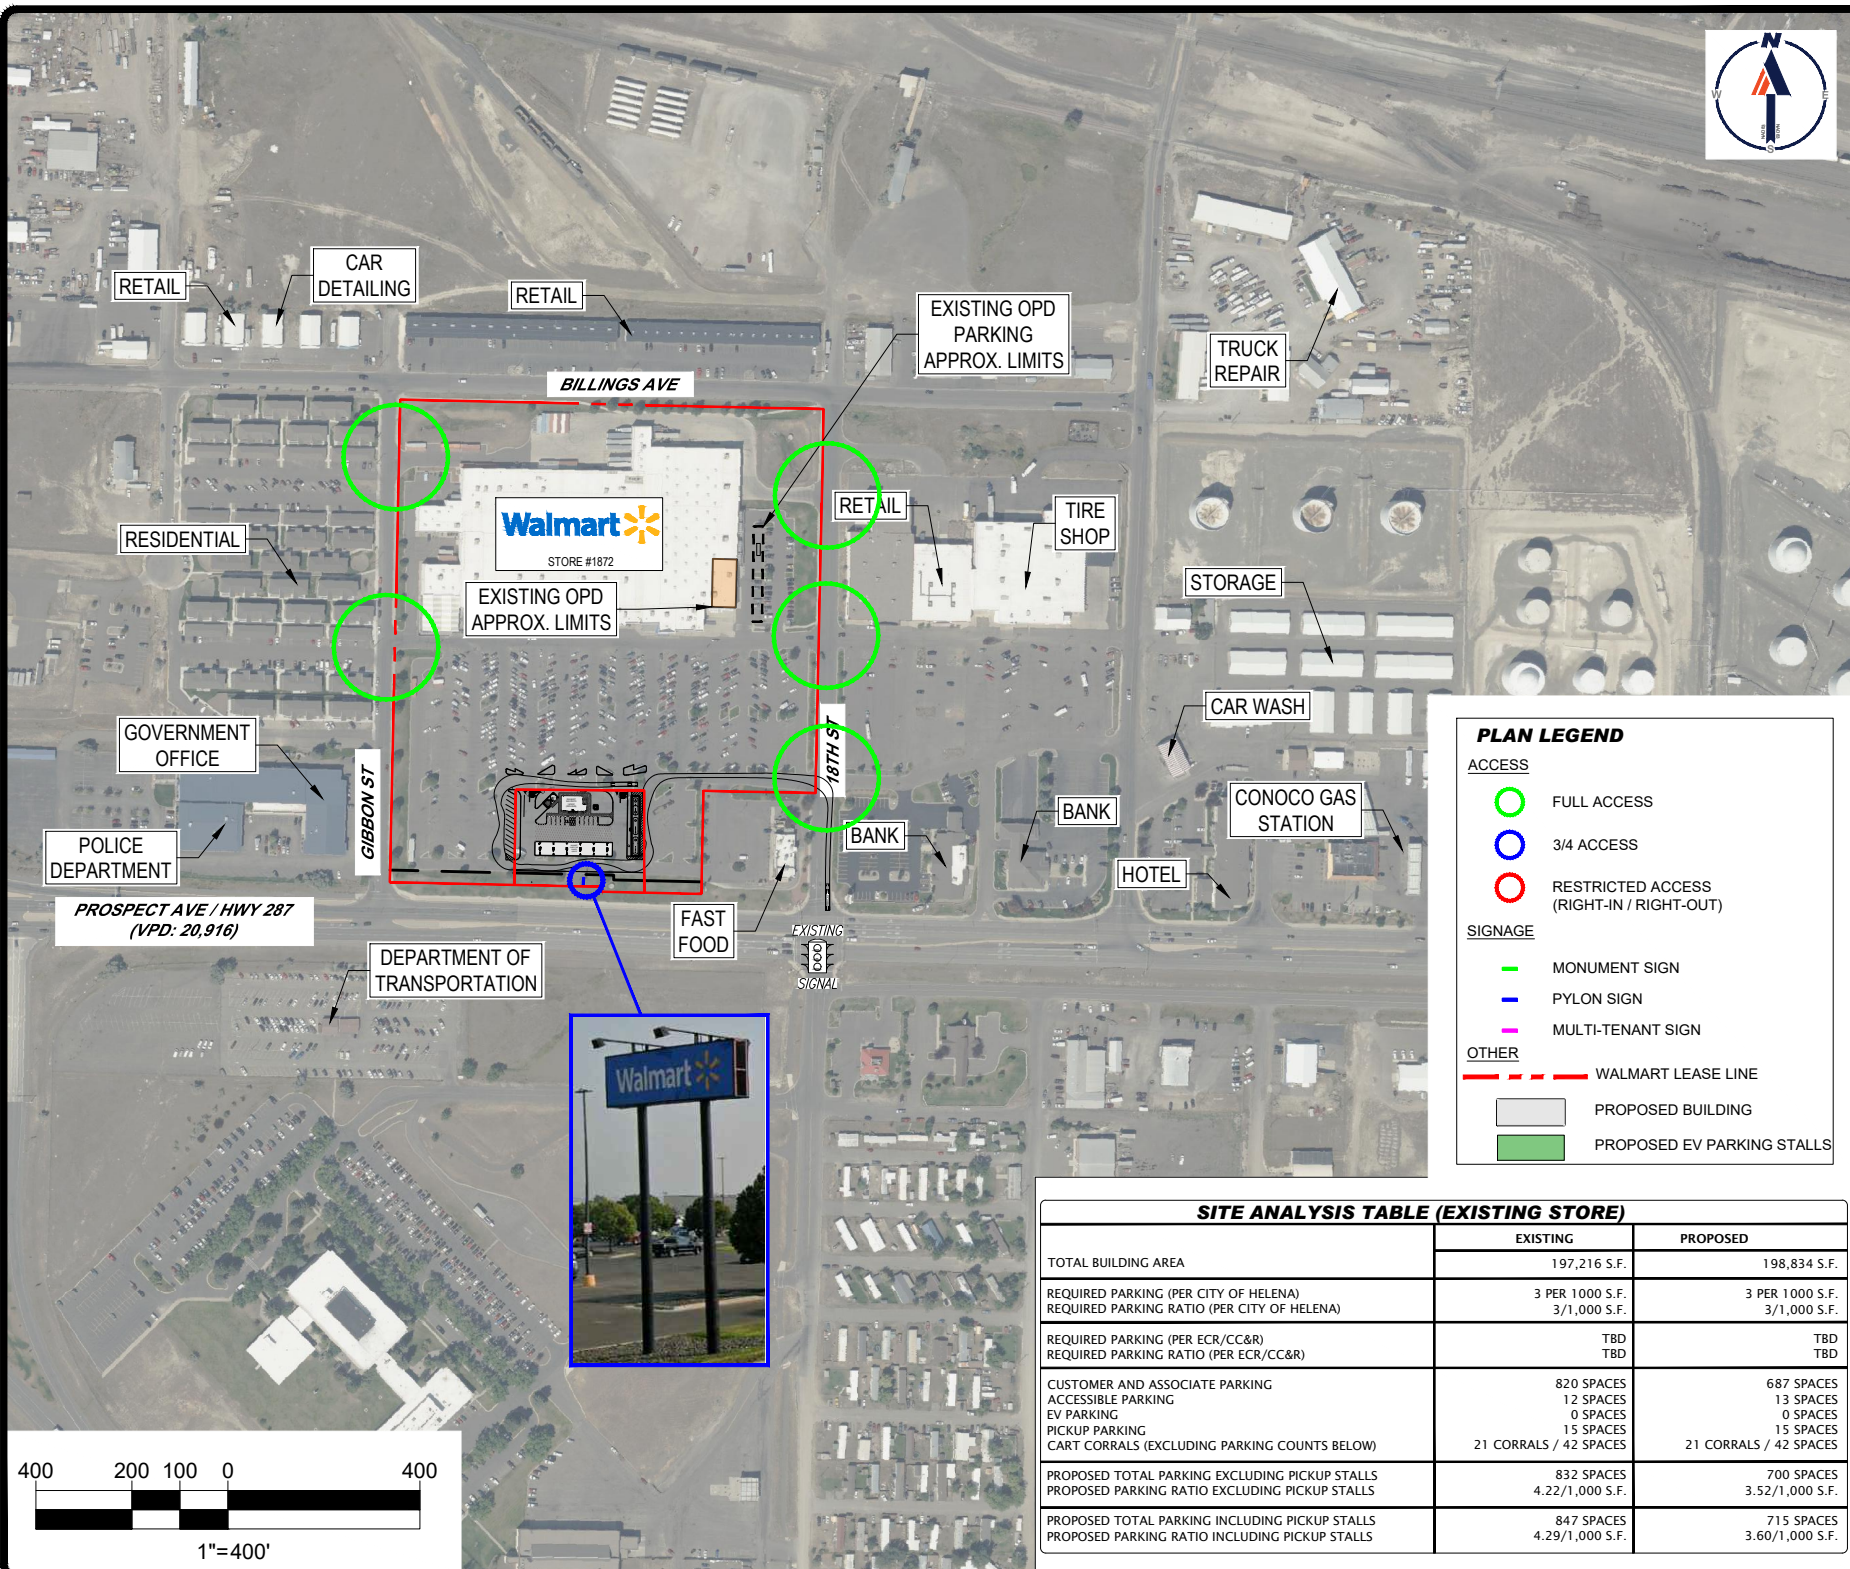 N
W
E
S
RETAIL
CAR
DETAILING
RETAIL
EXISTING OPD
PARKING
APPROX. LIMITS
TRUCK
REPAIR
BILLINGS AVE
Walmart
STORE #1872
RETAIL
TIRE
SHOP
RESIDENTIAL
EXISTING OPD
APPROX. LIMITS
STORAGE
CAR WASH
GOVERNMENT
OFFICE
GIBBON ST
18TH ST
POLICE
DEPARTMENT
BANK
BANK
CONOCO GAS
STATION
HOTEL
PROSPECT AVE / HWY 287
(VPD: 20,916)
FAST
FOOD
EXISTING
SIGNAL
DEPARTMENT OF
TRANSPORTATION
Walmart
PLAN LEGEND
ACCESS
FULL ACCESS
3/4 ACCESS
RESTRICTED ACCESS
(RIGHT-IN / RIGHT-OUT)
SIGNAGE
MONUMENT SIGN
PYLON SIGN
MULTI-TENANT SIGN
OTHER
WALMART LEASE LINE
PROPOSED BUILDING
PROPOSED EV PARKING STALLS
SITE ANALYSIS TABLE (EXISTING STORE)
EXISTING PROPOSED
TOTAL BUILDING AREA 197,216 S.F. 198,834 S.F.
REQUIRED PARKING (PER CITY OF HELENA) 3 PER 1000 S.F. 3 PER 1000 S.F.
REQUIRED PARKING RATIO (PER CITY OF HELENA) 3/1,000 S.F. 3/1,000 S.F.
REQUIRED PARKING (PER ECR/CC&R) TBD TBD
REQUIRED PARKING RATIO (PER ECR/CC&R) TBD TBD
CUSTOMER AND ASSOCIATE PARKING 820 SPACES 687 SPACES
ACCESSIBLE PARKING 12 SPACES 13 SPACES
EV PARKING 0 SPACES 0 SPACES
PICKUP PARKING 15 SPACES 15 SPACES
CART CORRALS (EXCLUDING PARKING COUNTS BELOW) 21 CORRALS / 42 SPACES 21 CORRALS / 42 SPACES
PROPOSED TOTAL PARKING EXCLUDING PICKUP STALLS 832 SPACES 700 SPACES
PROPOSED PARKING RATIO EXCLUDING PICKUP STALLS 4.22/1,000 S.F. 3.52/1,000 S.F.
PROPOSED TOTAL PARKING INCLUDING PICKUP STALLS 847 SPACES 715 SPACES
PROPOSED PARKING RATIO INCLUDING PICKUP STALLS 4.29/1,000 S.F. 3.60/1,000 S.F.
400 200 100 0 400
1"=400'